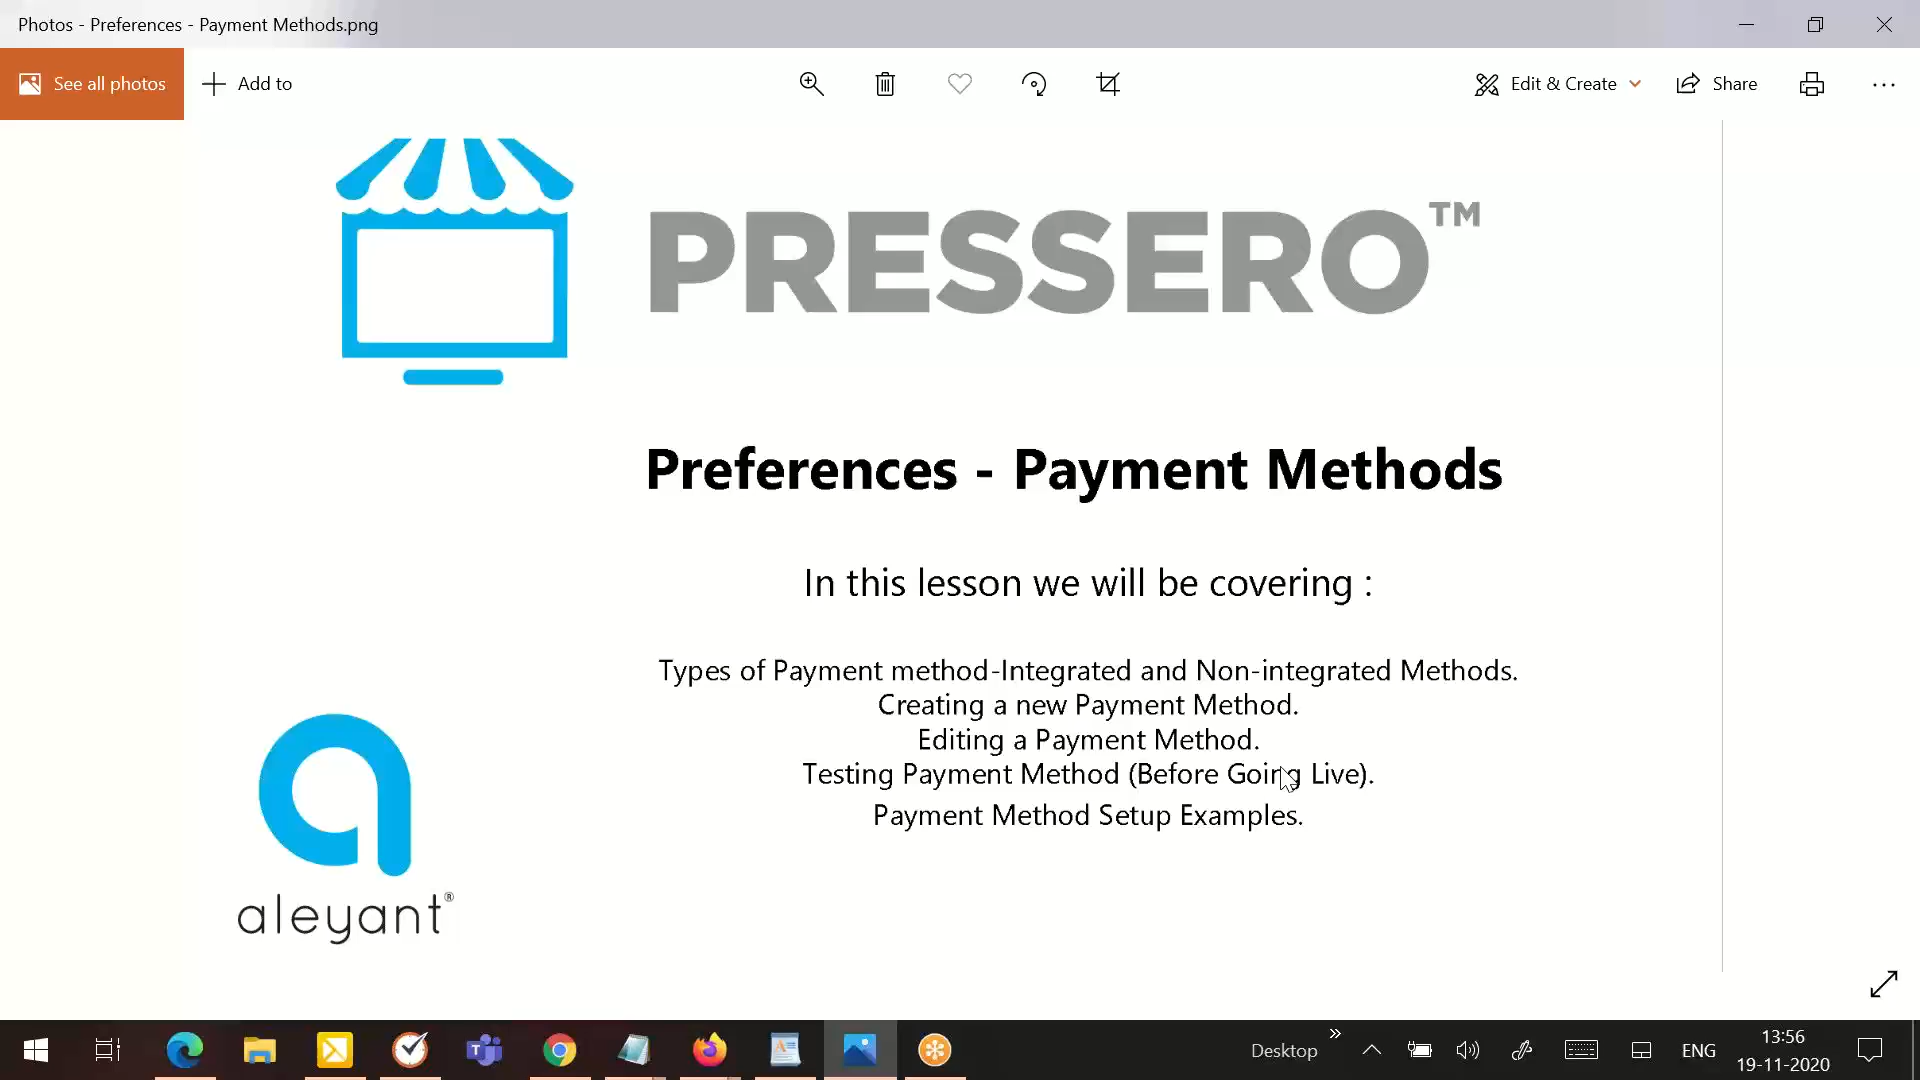 Photos - Preferences - Payment Methods.png
See all photos
Add to
Edit & Create
Share
PRESSERO™
Preferences - Payment Methods
In this lesson we will be covering :
Types of Payment method-Integrated and Non-integrated Methods.
Creating a new Payment Method.
Editing a Payment Method.
Testing Payment Method (Before Going Live).
Payment Method Setup Examples.
aleyant®
Desktop
ENG
13:56
19-11-2020